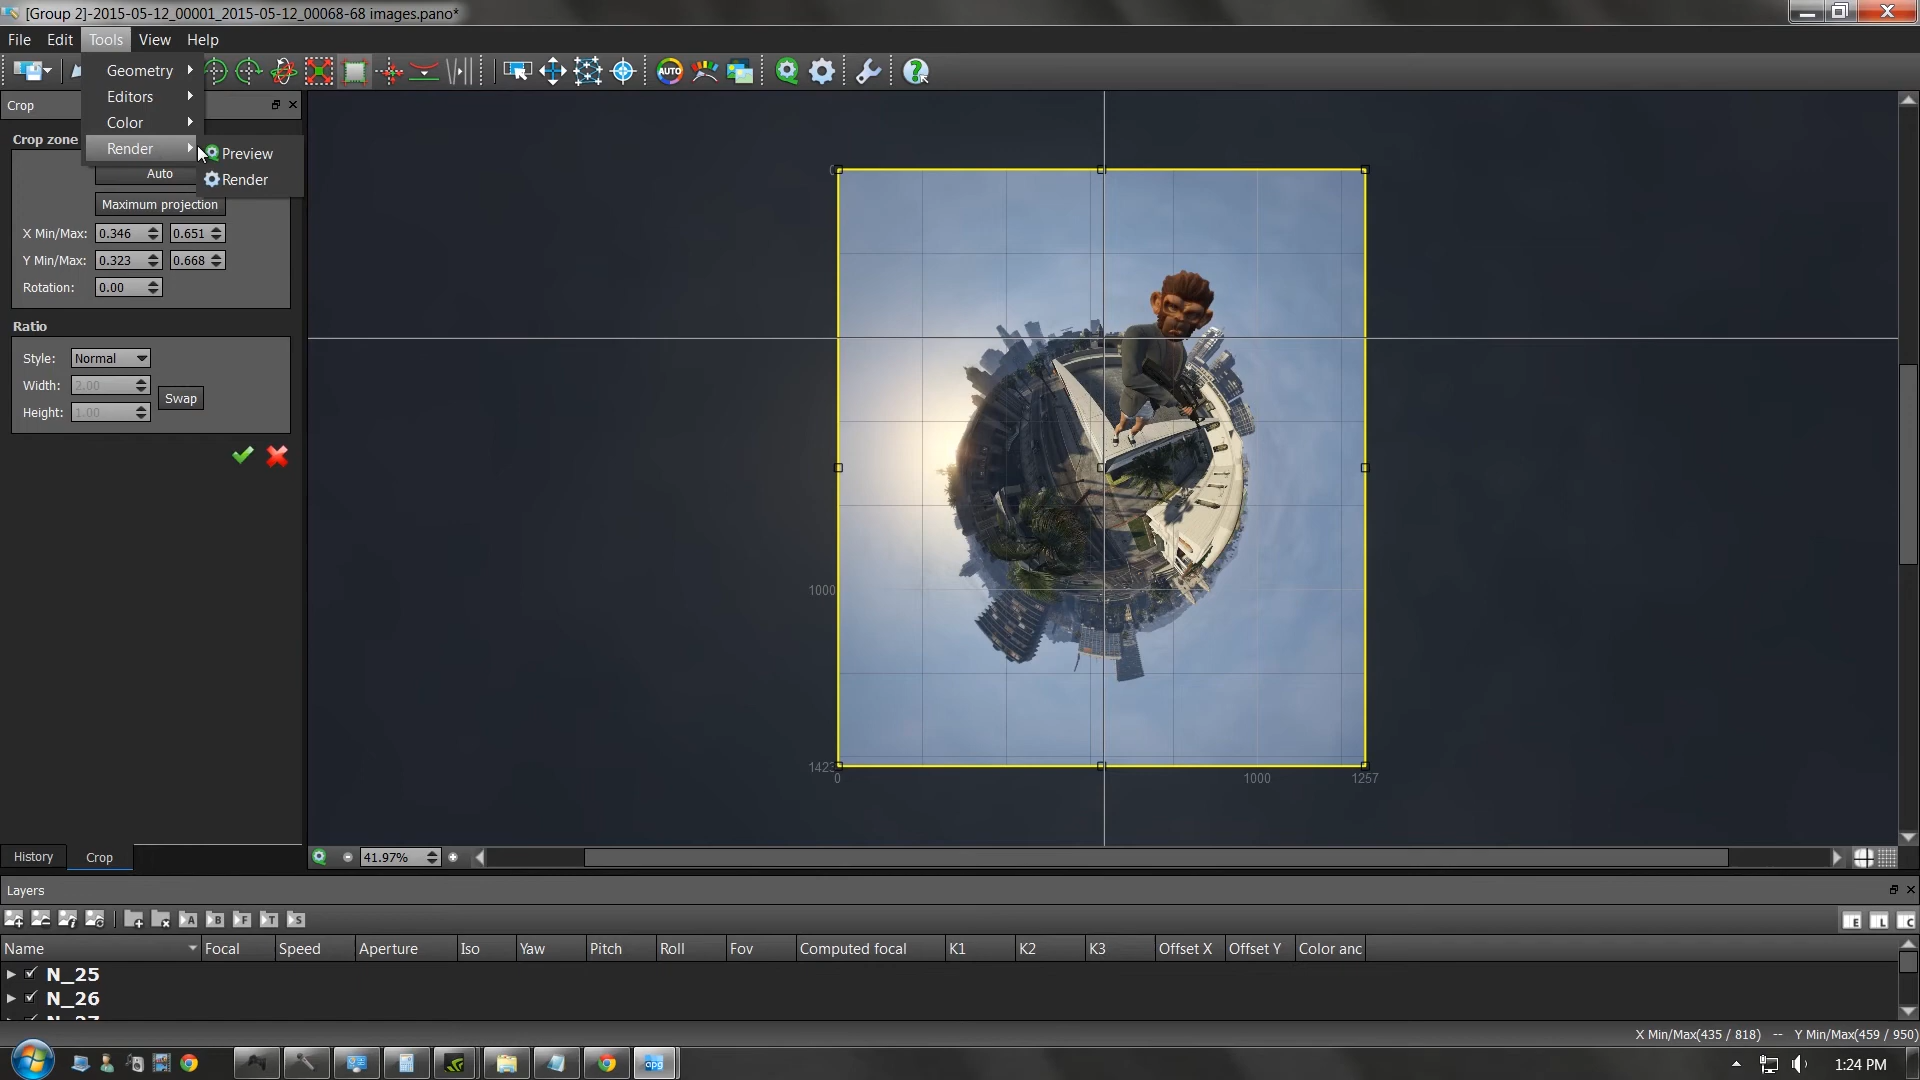 [Group 2]-2015-05-12_00001_2015-05-12_00068-68 images.pano*
File Edit Tools View Help
AUTO
Geometry
Editors
Color
Render
Preview
Render
Crop
Crop zone
Auto
Maximum projection
X Min/Max: 0.346 0.651
Y Min/Max: 0.323 0.668
Rotation: 0.00
Ratio
Style: Normal
Width: 2.00
Swap
Height: 1.00
0
1000
1423
0 1000 1257
History Crop
41.97%
Layers
A B F T S
E L C
Name Focal Speed Aperture Iso Yaw Pitch Roll Fov Computed focal K1 K2 K3 Offset X Offset Y Color anc
N_25
N_26
N_27
X Min/Max(435 / 818) -- Y Min/Max(459 / 950)
apg
1:24 PM